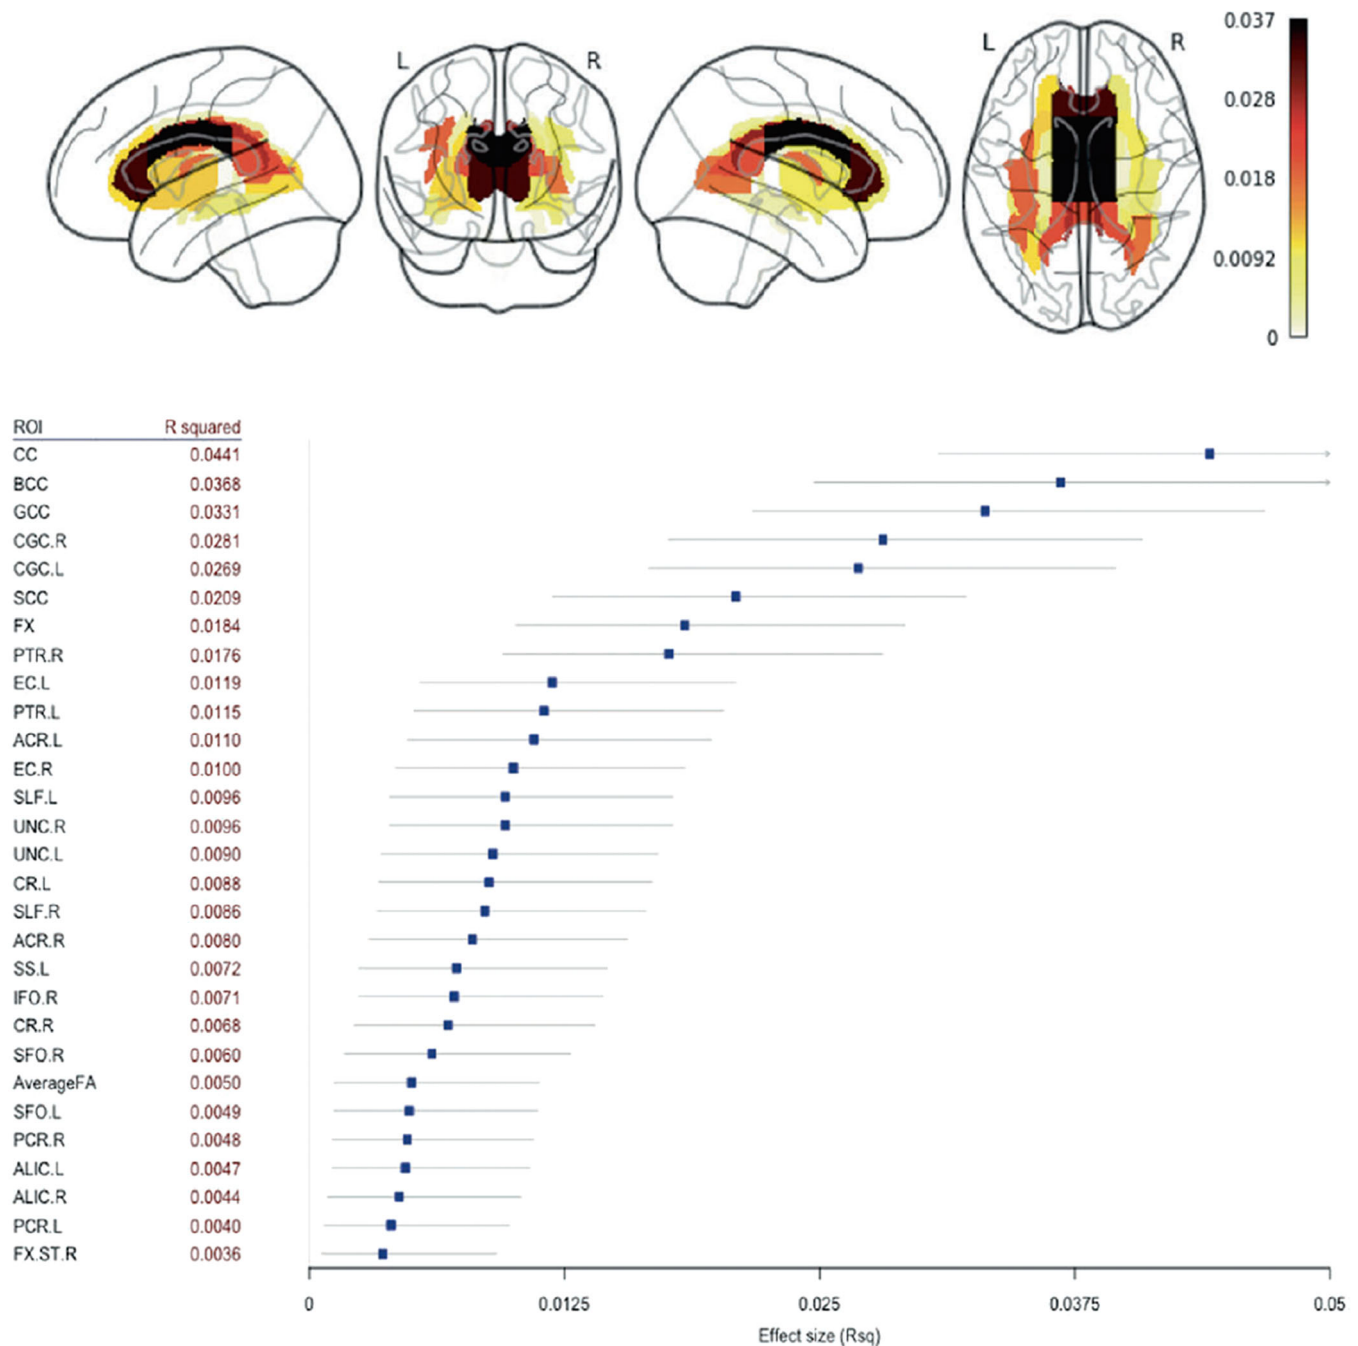 L R L R
0.037
0.028
0.018
0.0092
0
ROI R squared
CC 0.0441
BCC 0.0368
GCC 0.0331
CGC.R 0.0281
CGC.L 0.0269
SCC 0.0209
FX 0.0184
PTR.R 0.0176
EC.L 0.0119
PTR.L 0.0115
ACR.L 0.0110
EC.R 0.0100
SLF.L 0.0096
UNC.R 0.0096
UNC.L 0.0090
CR.L 0.0088
SLF.R 0.0086
ACR.R 0.0080
SS.L 0.0072
IFO.R 0.0071
CR.R 0.0068
SFO.R 0.0060
AverageFA 0.0050
SFO.L 0.0049
PCR.R 0.0048
ALIC.L 0.0047
ALIC.R 0.0044
PCR.L 0.0040
FX.ST.R 0.0036
0 0.0125 0.025 0.0375 0.05
Effect size (Rsq)